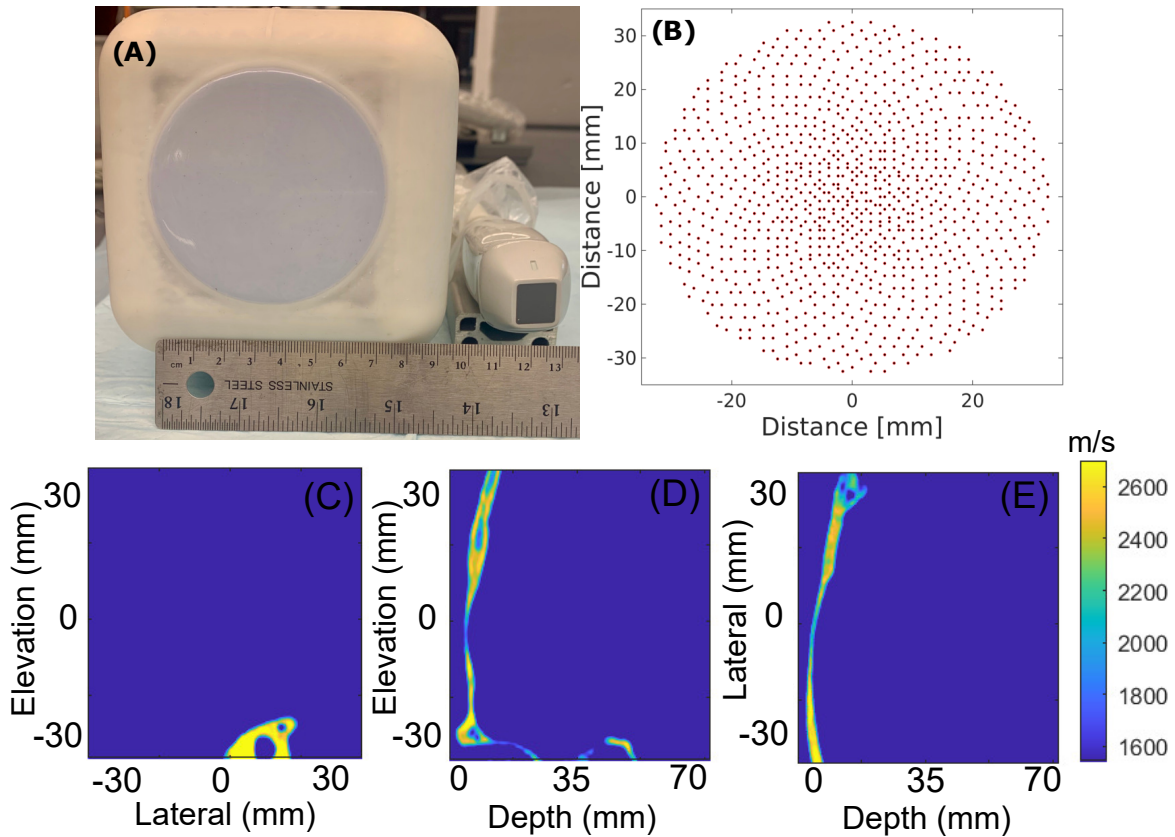 (A)
cm 1 2 3 4 .5 6 7 8 9 10 11 12 13
STAINLESS STEEL
18 17 16 15 14 13
(B)
30
20
10
0
-10
-20
-30
Distance [mm]
-20 0 20
Distance [mm]
(C)
30
0
-30
Elevation (mm)
-30 0 30
Lateral (mm)
(D)
30
0
-30
Elevation (mm)
0 35 70
Depth (mm)
(E)
30
0
-30
Lateral (mm)
0 35 70
Depth (mm)
m/s
2600
2400
2200
2000
1800
1600